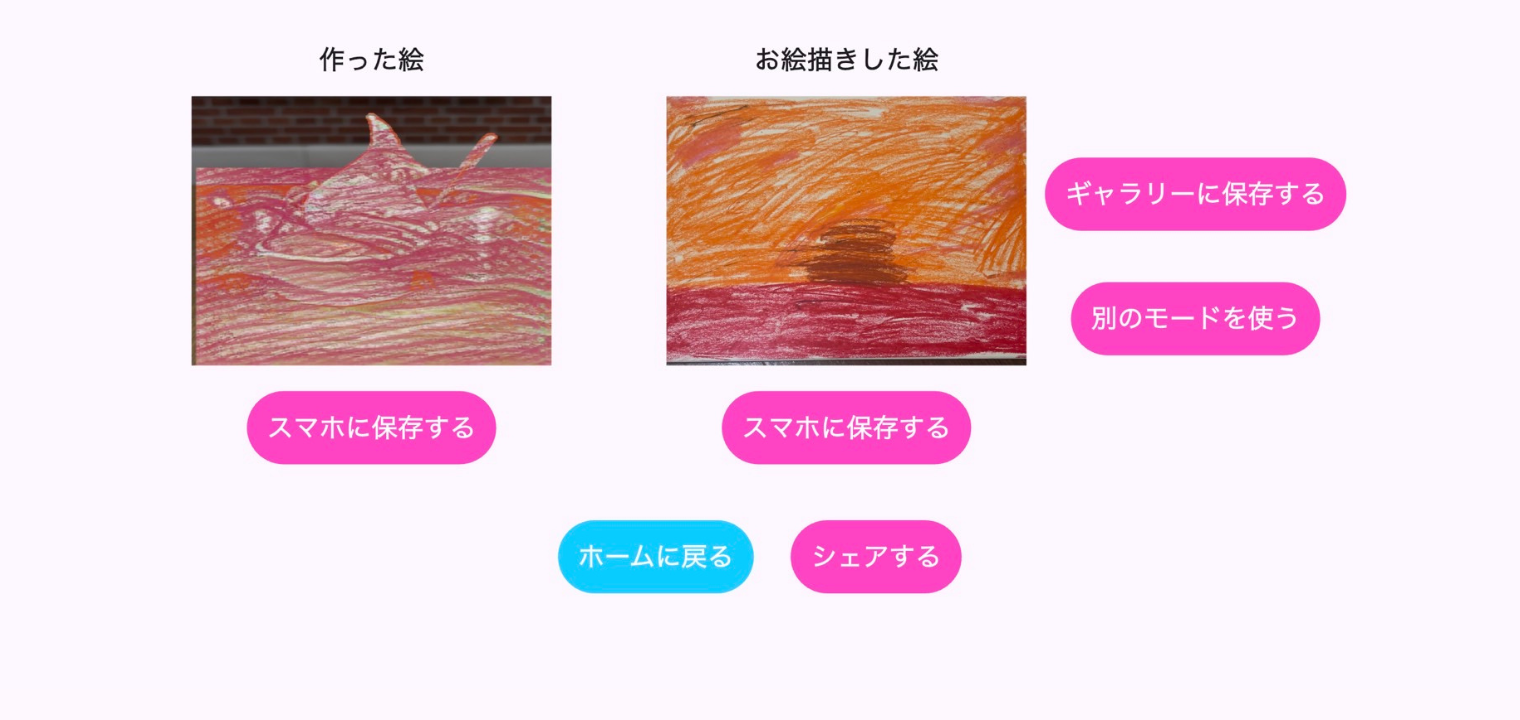 作った絵
お絵描きした絵
ギャラリーに保存する
別のモードを使う
スマホに保存する
スマホに保存する
ホームに戻る
シェアする